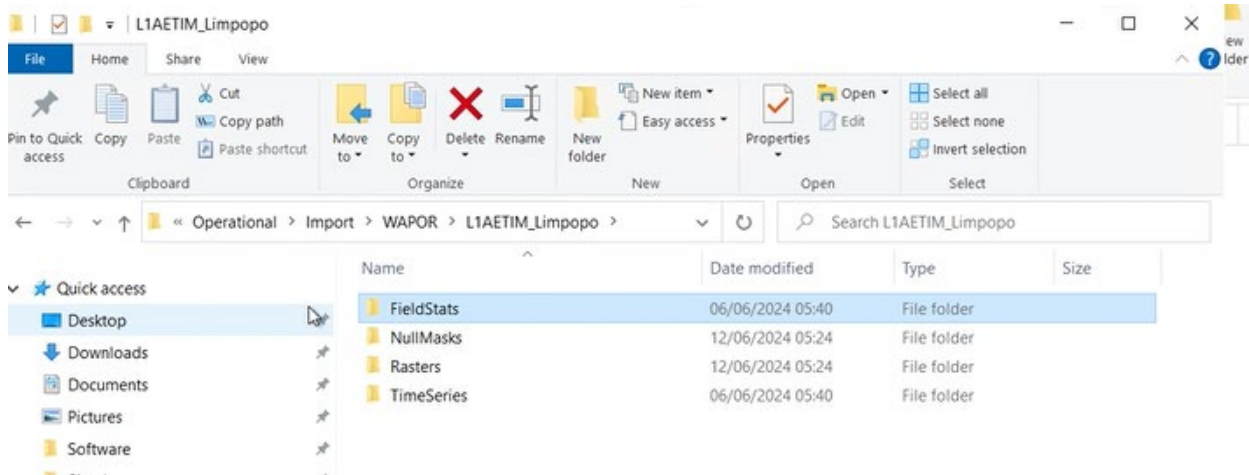 L1AETIM_Limpopo
File Home Share View
Pin to Quick access
Copy
Paste
Cut
Copy path
Paste shortcut
Clipboard
Move to
Copy to
Delete
Rename
Organize
New folder
New item
Easy access
New
Properties
Open
Edit
Open
Select all
Select none
Invert selection
Select
« Operational > Import > WAPOR > L1AETIM_Limpopo >
Search L1AETIM_Limpopo
Name Date modified Type Size
Quick access
Desktop
Downloads
Documents
Pictures
Software
FieldStats 06/06/2024 05:40 File folder
NullMasks 12/06/2024 05:24 File folder
Rasters 12/06/2024 05:24 File folder
TimeSeries 06/06/2024 05:40 File folder